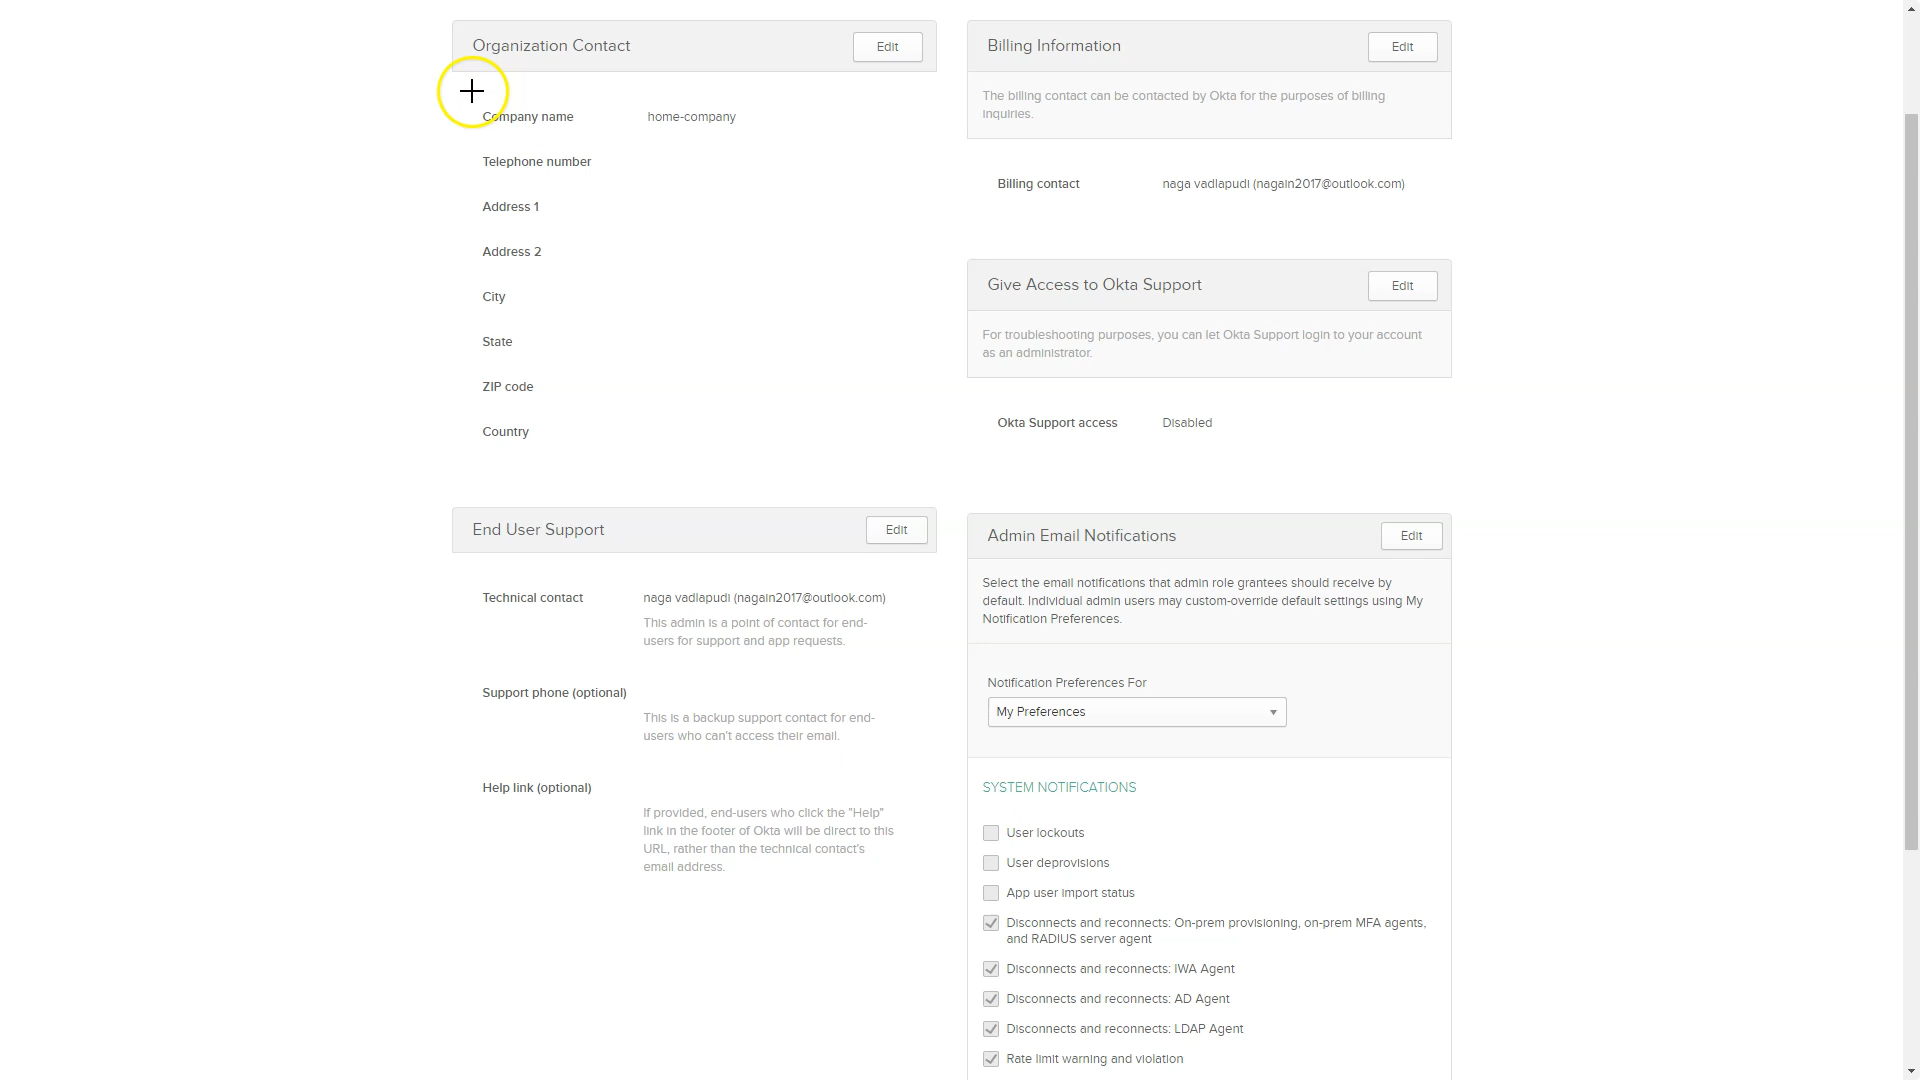 Organization Contact
Edit
Company name
home-company
Telephone number
Address 1
Address 2
City
State
ZIP code
Country
End User Support
Edit
Technical contact
naga vadlapudi (nagain2017@outlook.com)
This admin is a point of contact for end-
users for support and app requests.
Support phone (optional)
This is a backup support contact for end-
users who can't access their email.
Help link (optional)
If provided, end-users who click the "Help"
link in the footer of Okta will be direct to this
URL, rather than the technical contact's
email address.
Billing Information
Edit
The billing contact can be contacted by Okta for the purposes of billing
inquiries.
Billing contact
naga vadlapudi (nagain2017@outlook.com)
Give Access to Okta Support
Edit
For troubleshooting purposes, you can let Okta Support login to your account
as an administrator.
Okta Support access
Disabled
Admin Email Notifications
Edit
Select the email notifications that admin role grantees should receive by
default. Individual admin users may custom-override default settings using My
Notification Preferences.
Notification Preferences For
My Preferences
SYSTEM NOTIFICATIONS
User lockouts
User deprovisions
App user import status
Disconnects and reconnects: On-prem provisioning, on-prem MFA agents,
and RADIUS server agent
Disconnects and reconnects: IWA Agent
Disconnects and reconnects: AD Agent
Disconnects and reconnects: LDAP Agent
Rate limit warning and violation